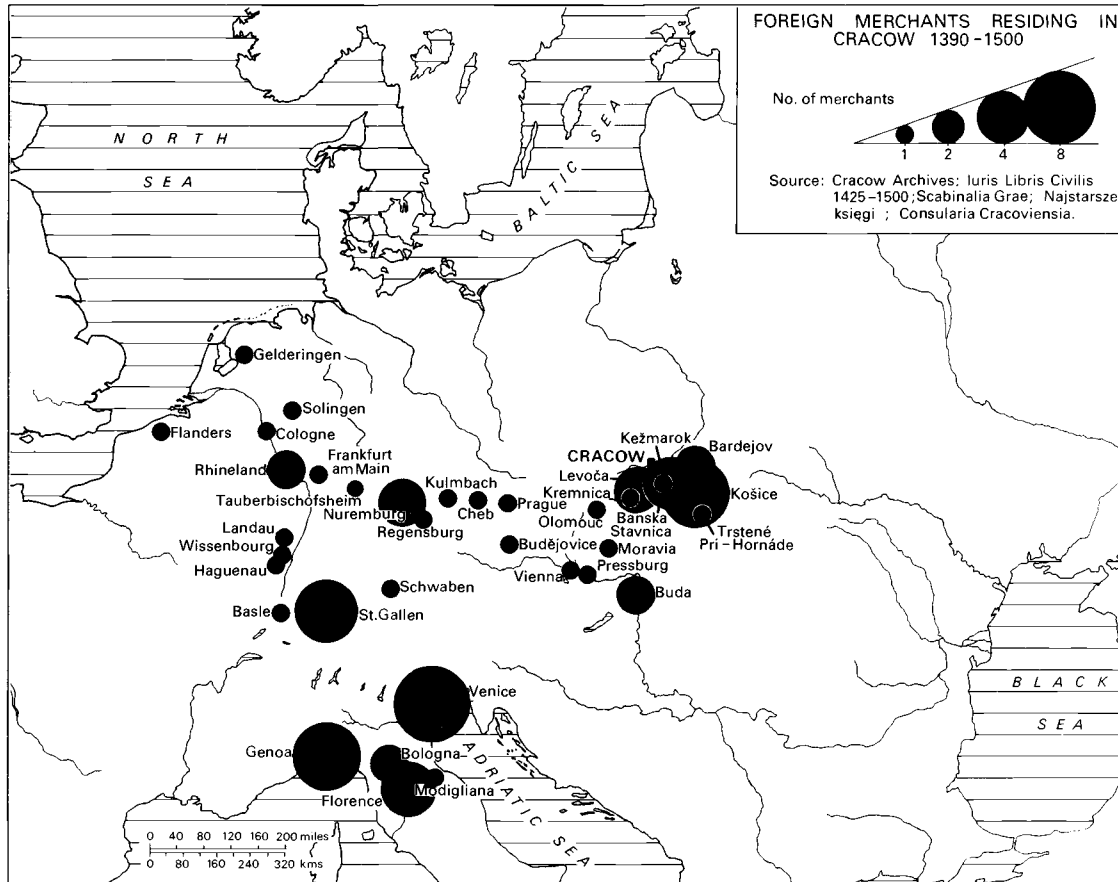 FOREIGN MERCHANTS RESIDING IN
CRACOW 1390-1500
No. of merchants
1 2 4 8
Source: Cracow Archives; Iuris Libris Civilis
1425-1500; Scabinalia Grae; Najstarsze
księgi ; Consularia Cracoviensia.
NORTH
SEA
BALTIC SEA
Gelderingen
Solingen
Flanders
Cologne
Rhineland
Frankfurt
am Main
Tauberbischofsheim
Nuremburg
Kulmbach
Cheb
Regensburg
Prague
Landau
Wissenbourg
Haguenau
Budějovice
Kežmarok
Bardejov
CRACOW
Levoča
Kremnica
Košice
Olomouc
Banska
Stavnica
Trstené
Pri-Hornáde
Moravia
Vienna
Pressburg
Schwaben
Buda
Basle
St.Gallen
Venice
BLACK
SEA
Genoa
Bologna
Modigliana
Florence
ADRIATIC SEA
0 40 80 120 160 200 miles
0 80 160 240 320 kms